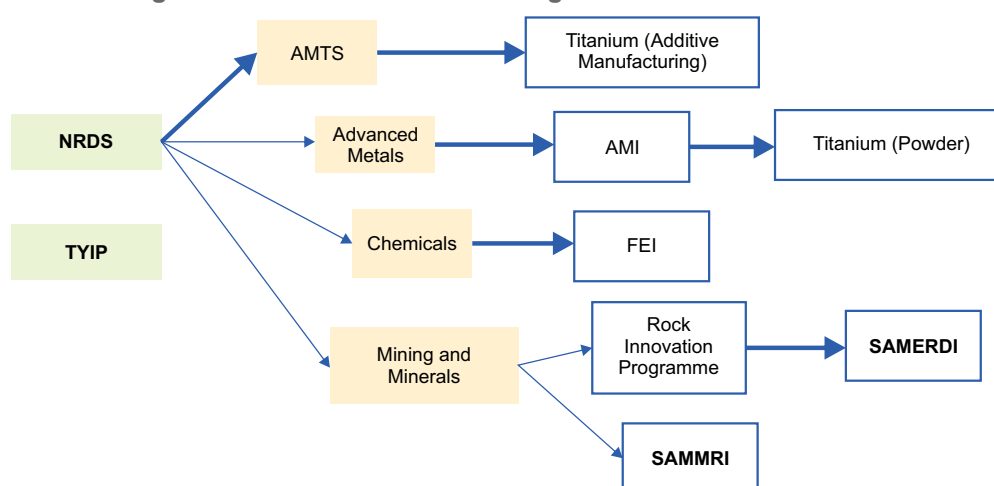 AMTS
Titanium (Additive
Manufacturing)
NRDS
Advanced
Metals
AMI
Titanium (Powder)
TYIP
Chemicals
FEI
Mining and
Minerals
Rock
Innovation
Programme
SAMERDI
SAMMRI